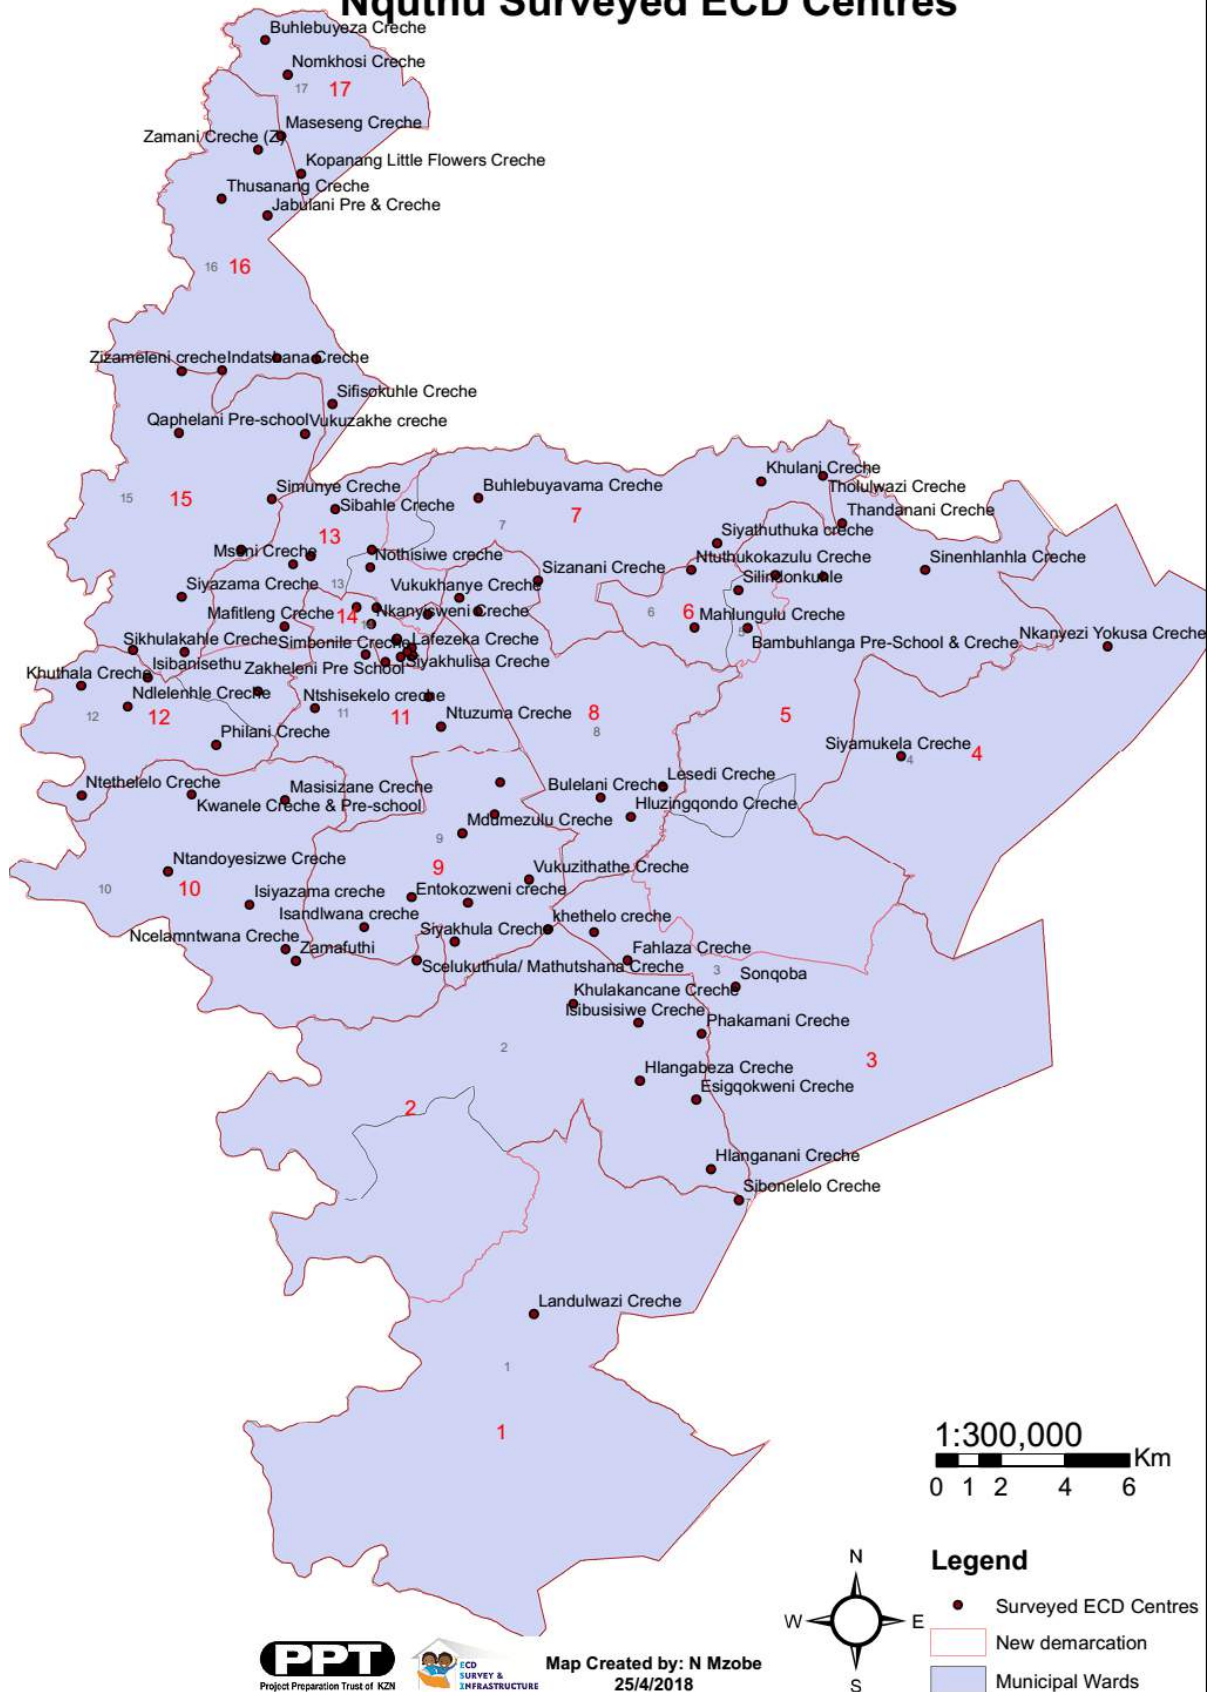 Nquthu Surveyed ECD Centres
Buhlebuyeza Creche
Nomkhosi Creche
17
17
Maseseng Creche
Zamani Creche (Z)
Kopanang Little Flowers Creche
Thusanang Creche
Jabulani Pre & Creche
16
16
Zizameleni creche
Indatshana Creche
Sifisokuhle Creche
Qaphelani Pre-school
Vukuzakhe creche
Khulani Creche
Simunye Creche
Buhlebuyavama Creche
Tholulwazi Creche
15
15
Sibahle Creche
7
7
Thandanani Creche
13
Siyathuthuka creche
Msoni Creche
Nothisiwe creche
Ntuthukokazulu Creche
Sinenhlanhla Creche
Sizanani Creche
Silindonkuhle
Siyazama Creche
13
Vukukhanye Creche
Mafitleng Creche
14
Nkanyisweni Creche
6
6
Mahlungulu Creche
5
Sikhulakahle Creche
Simbonile Creche
Lafezeka Creche
Bambuhlanga Pre-School & Creche
Nkanyezi Yokusa Creche
Isibanisethu
Zakheleni Pre School
Siyakhulisa Creche
Khuthala Creche
Ndlelenhle Creche
Ntshisekelo creche
12
12
11
11
Ntuzuma Creche
8
8
5
Philani Creche
Siyamukela Creche
4
4
Ntethelelo Creche
Masisizane Creche
Bulelani Creche
Lesedi Creche
Kwanele Creche & Pre-school
Hluzingqondo Creche
Mdumezulu Creche
9
9
Ntandoyesizwe Creche
Vukuzithathe Creche
10
10
Isiyazama creche
Entokozweni creche
Isandlwana creche
khethelo creche
Ncelamntwana Creche
Siyakhula Creche
Zamafuthi
Fahlaza Creche
Scelukuthula/ Mathutshana Creche
3
Sonqoba
Khulakancane Creche
Isibusisiwe Creche
Phakamani Creche
2
3
Hlangabeza Creche
Esigqokweni Creche
2
Hlanganani Creche
Sibonelelo Creche
Landulwazi Creche
1
1
1:300,000
Km
0 1 2 4 6
N
W E
S
Legend
Surveyed ECD Centres
New demarcation
Municipal Wards
PPT
Project Preparation Trust of KZN
ECD
SURVEY &
INFRASTRUCTURE
Map Created by: N Mzobe
25/4/2018